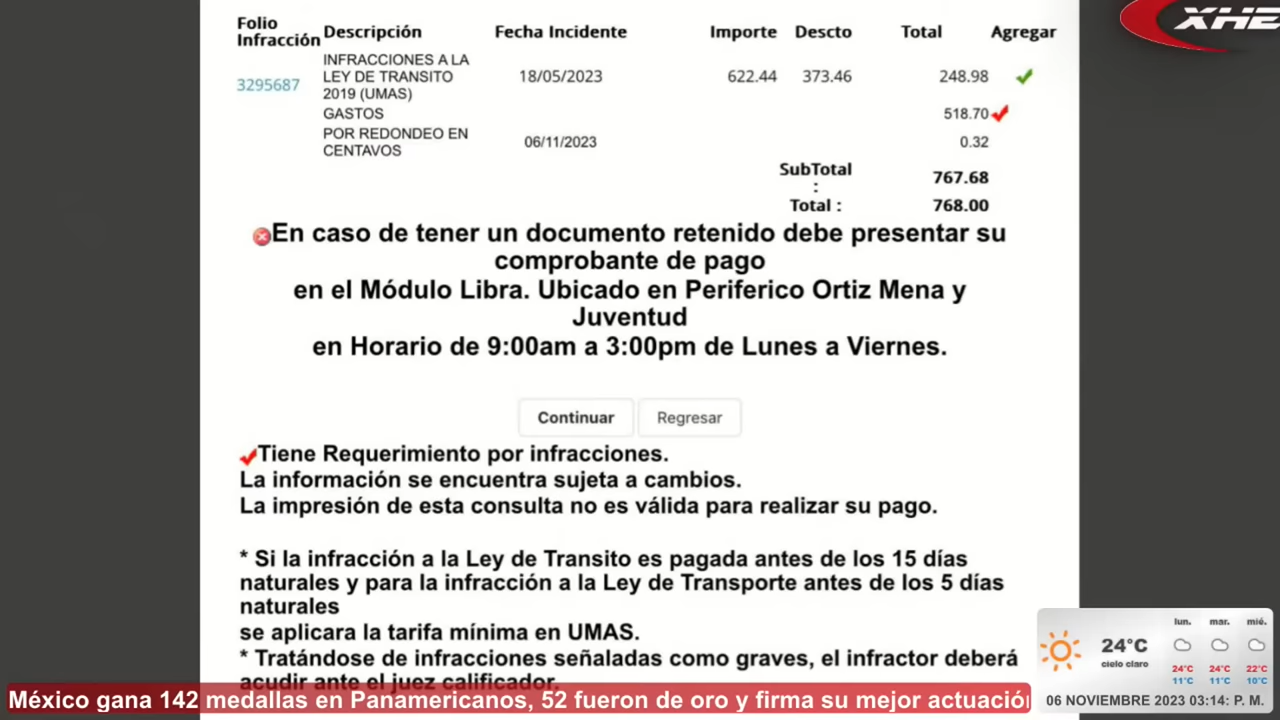 Folio
Infracción Descripción Fecha Incidente Importe Descto Total Agregar
INFRACCIONES A LA
LEY DE TRANSITO
2019 (UMAS)
3295687 18/05/2023 622.44 373.46 248.98
GASTOS 518.70
POR REDONDEO EN
CENTAVOS 06/11/2023 0.32
SubTotal
: 767.68
Total : 768.00
En caso de tener un documento retenido debe presentar su
comprobante de pago
en el Módulo Libra. Ubicado en Periferico Ortiz Mena y
Juventud
en Horario de 9:00am a 3:00pm de Lunes a Viernes.
Continuar Regresar
Tiene Requerimiento por infracciones.
La información se encuentra sujeta a cambios.
La impresión de esta consulta no es válida para realizar su pago.
* Si la infracción a la Ley de Transito es pagada antes de los 15 días
naturales y para la infracción a la Ley de Transporte antes de los 5 días
naturales
se aplicara la tarifa mínima en UMAS.
* Tratándose de infracciones señaladas como graves, el infractor deberá
acudir ante el juez calificador.
México gana 142 medallas en Panamericanos, 52 fueron de oro y firma su mejor actuación
XHE
24°C
cielo claro
lun. mar. mié.
24°C 24°C 22°C
11°C 11°C 10°C
06 NOVIEMBRE 2023 03:14: P. M.